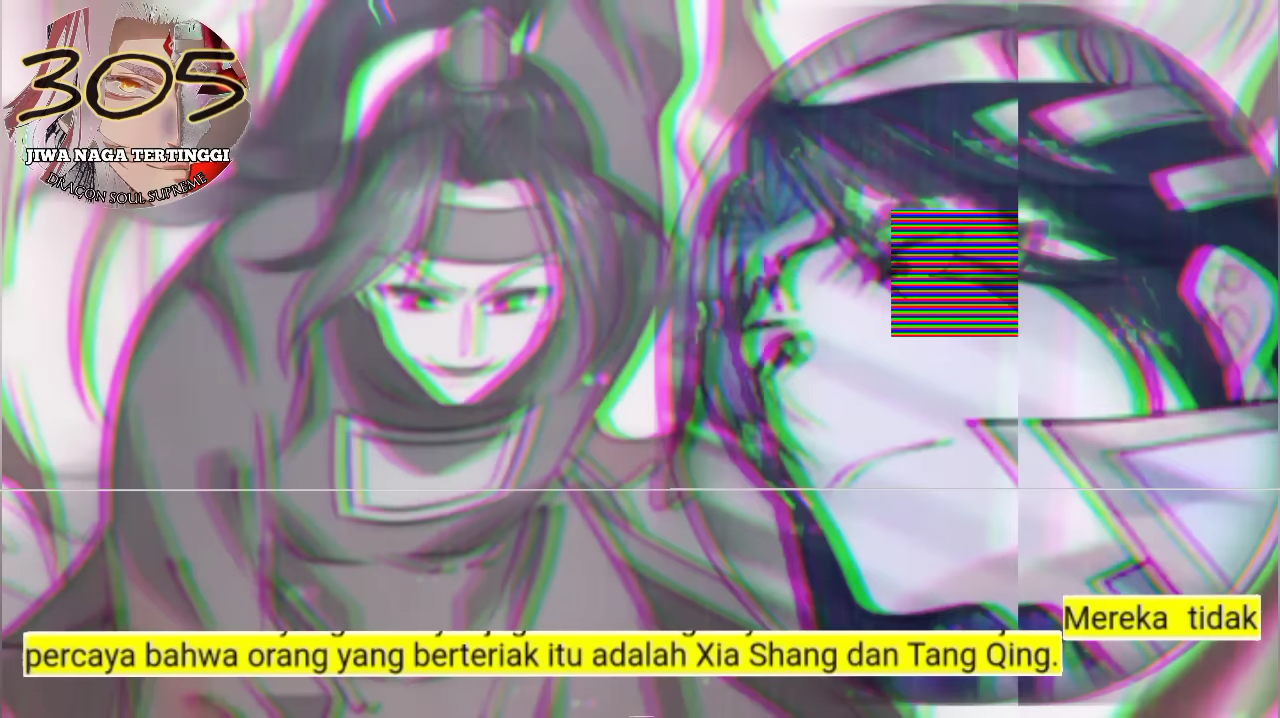 305
JIWA NAGA TERTINGGI
DRAGON SOUL SUPREME
Mereka tidak
percaya bahwa orang yang berteriak itu adalah Xia Shang dan Tang Qing.